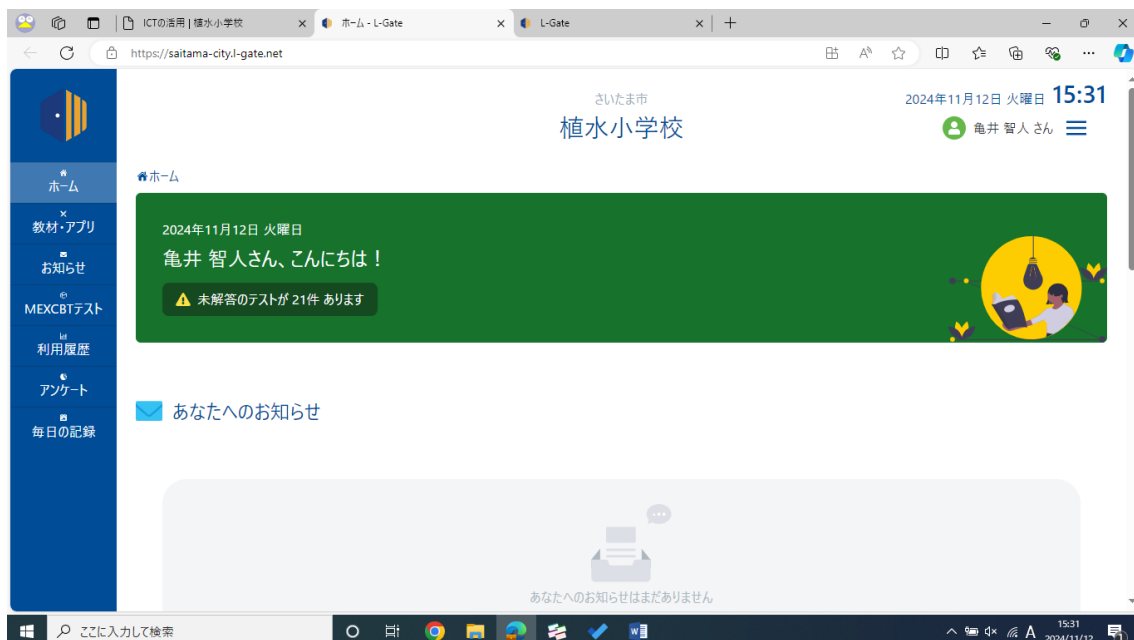 ICTの活用 | 植水小学校
ホーム - L-Gate
L-Gate
https://saitama-city.l-gate.net
さいたま市
植水小学校
2024年11月12日 火曜日 15:31
亀井 智人 さん
ホーム
教材・アプリ
お知らせ
MEXCBTテスト
利用履歴
アンケート
毎日の記録
ホーム
2024年11月12日 火曜日
亀井 智人さん、こんにちは！
未解答のテストが 21件 あります
あなたへのお知らせ
あなたへのお知らせはまだありません
ここに入力して検索
A
15:31
2024/11/12